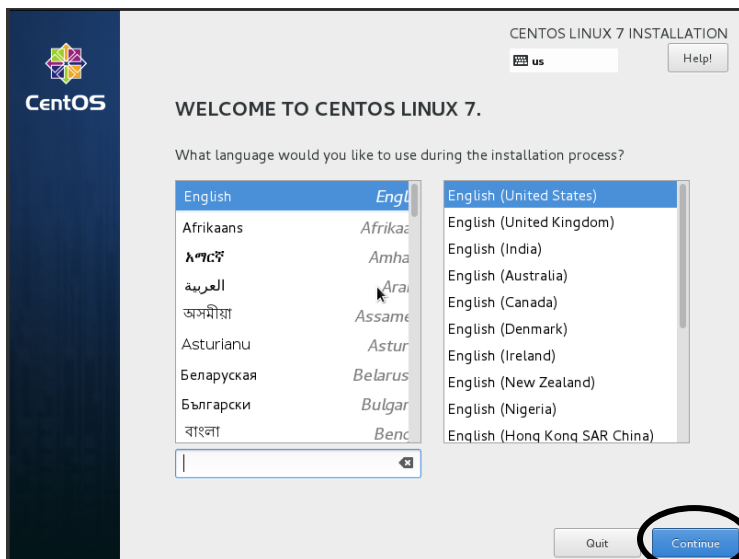 CentOS
CENTOS LINUX 7 INSTALLATION
us
Help!
WELCOME TO CENTOS LINUX 7.
What language would you like to use during the installation process?
English Engl
Afrikaans Afrikaa
አማርኛ Amha
العربية Arab
অসমীয়া Assame
Asturianu Astur
Беларуская Belarus
Български Bulgar
বাংলা Beng
English (United States)
English (United Kingdom)
English (India)
English (Australia)
English (Canada)
English (Denmark)
English (Ireland)
English (New Zealand)
English (Nigeria)
English (Hong Kong SAR China)
Quit
Continue